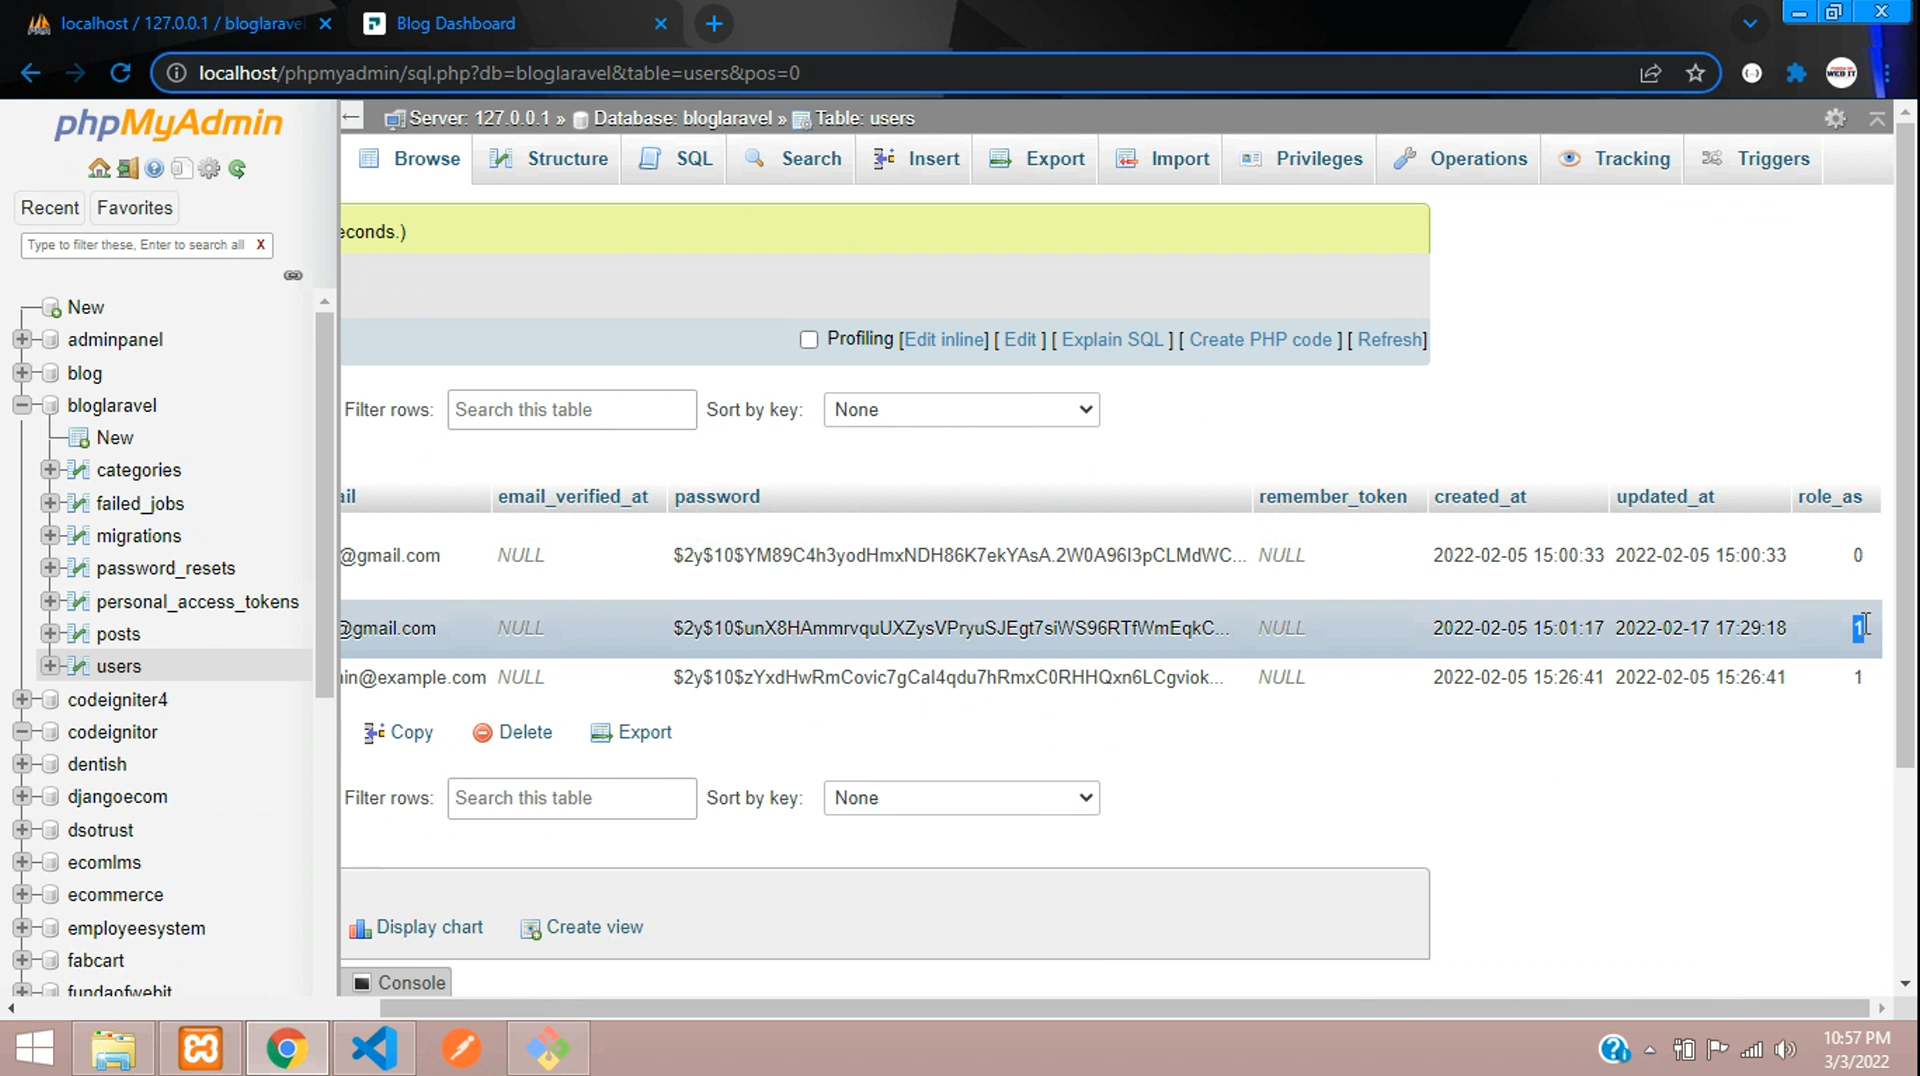 localhost / 127.0.0.1 / bloglarave
Blog Dashboard
localhost/phpmyadmin/sql.php?db=bloglaravel&table=users&pos=0
WEB IT
phpMyAdmin
Recent
Favorites
Type to filter these, Enter to search all
X
New
adminpanel
blog
bloglaravel
New
categories
failed_jobs
migrations
password_resets
personal_access_tokens
posts
users
codeigniter4
codeignitor
dentish
djangoecom
dsotrust
ecomlms
ecommerce
employeesystem
fabcart
fundaofwebit
Server: 127.0.0.1 » Database: bloglaravel » Table: users
Browse Structure SQL Search Insert Export Import Privileges Operations Tracking Triggers
econds.)
Profiling [Edit inline] [ Edit ] [ Explain SQL ] [ Create PHP code ] [ Refresh]
Filter rows: Search this table Sort by key: None
ail email_verified_at password remember_token created_at updated_at role_as
@gmail.com NULL $2y$10$YM89C4h3yodHmxNDH86K7ekYAsA.2W0A96I3pCLMdWC... NULL 2022-02-05 15:00:33 2022-02-05 15:00:33 0
@gmail.com NULL $2y$10$unX8HAmmrvquUXZysVPryuSJEgt7siWS96RTfWmEqkC... NULL 2022-02-05 15:01:17 2022-02-17 17:29:18 1
in@example.com NULL $2y$10$zYxdHwRmCovic7gCal4qdu7hRmxC0RHHQxn6LCgviok... NULL 2022-02-05 15:26:41 2022-02-05 15:26:41 1
Copy Delete Export
Filter rows: Search this table Sort by key: None
Display chart Create view
Console
10:57 PM
3/3/2022